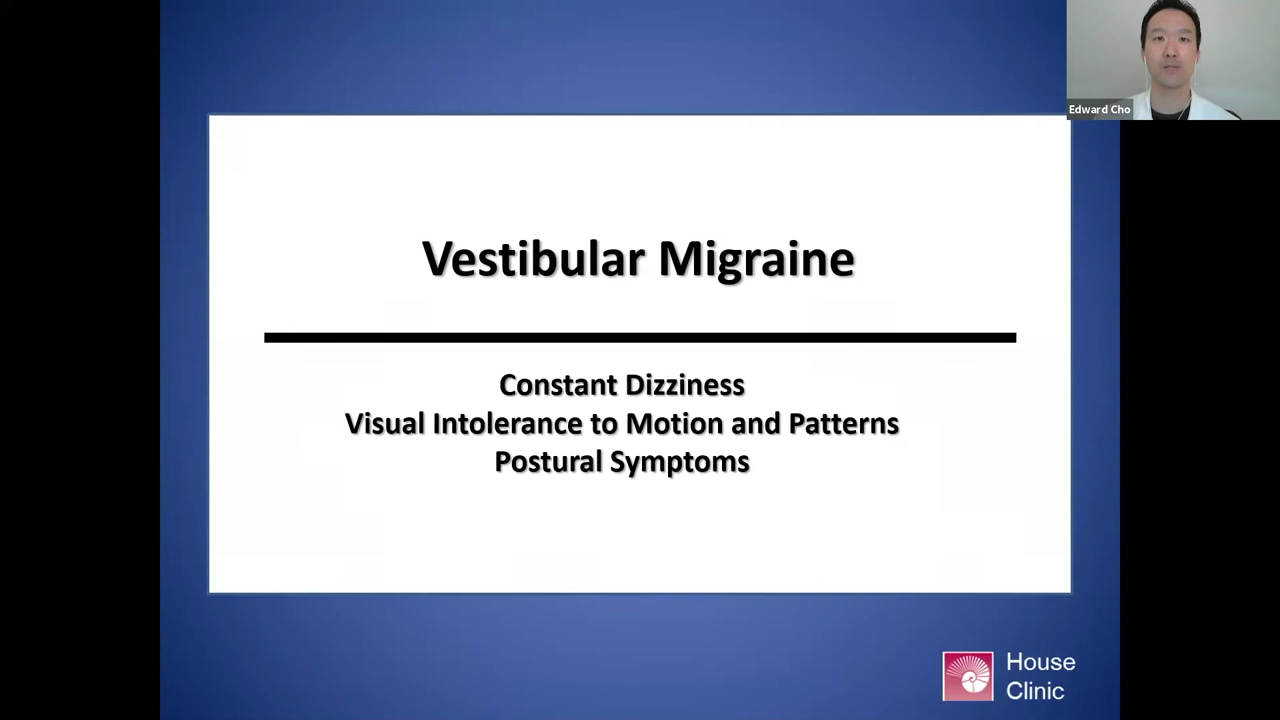 Edward Cho
Vestibular Migraine
Constant Dizziness
Visual Intolerance to Motion and Patterns
Postural Symptoms
House
Clinic